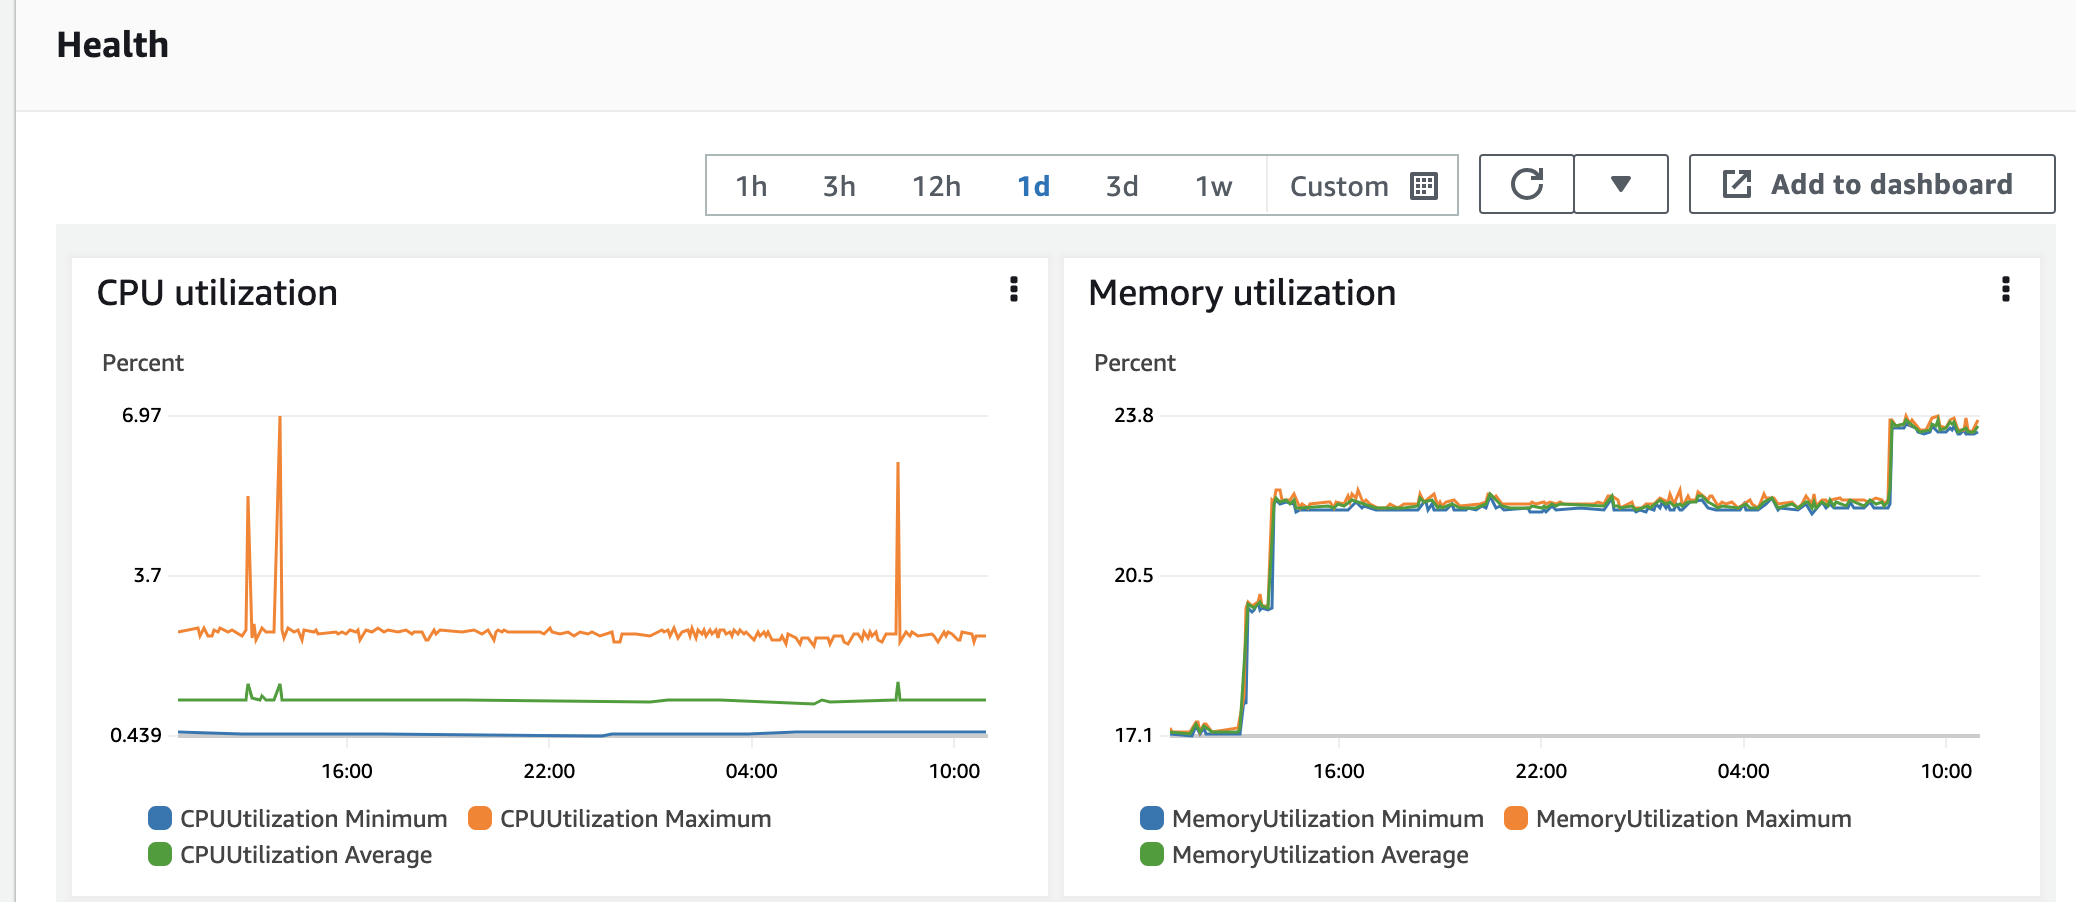 Health
1h 3h 12h 1d 3d 1w Custom Add to dashboard
CPU utilization
Percent
6.97
3.7
0.439
16:00 22:00 04:00 10:00
CPUUtilization Minimum CPUUtilization Maximum
CPUUtilization Average
Memory utilization
Percent
23.8
20.5
17.1
16:00 22:00 04:00 10:00
MemoryUtilization Minimum MemoryUtilization Maximum
MemoryUtilization Average